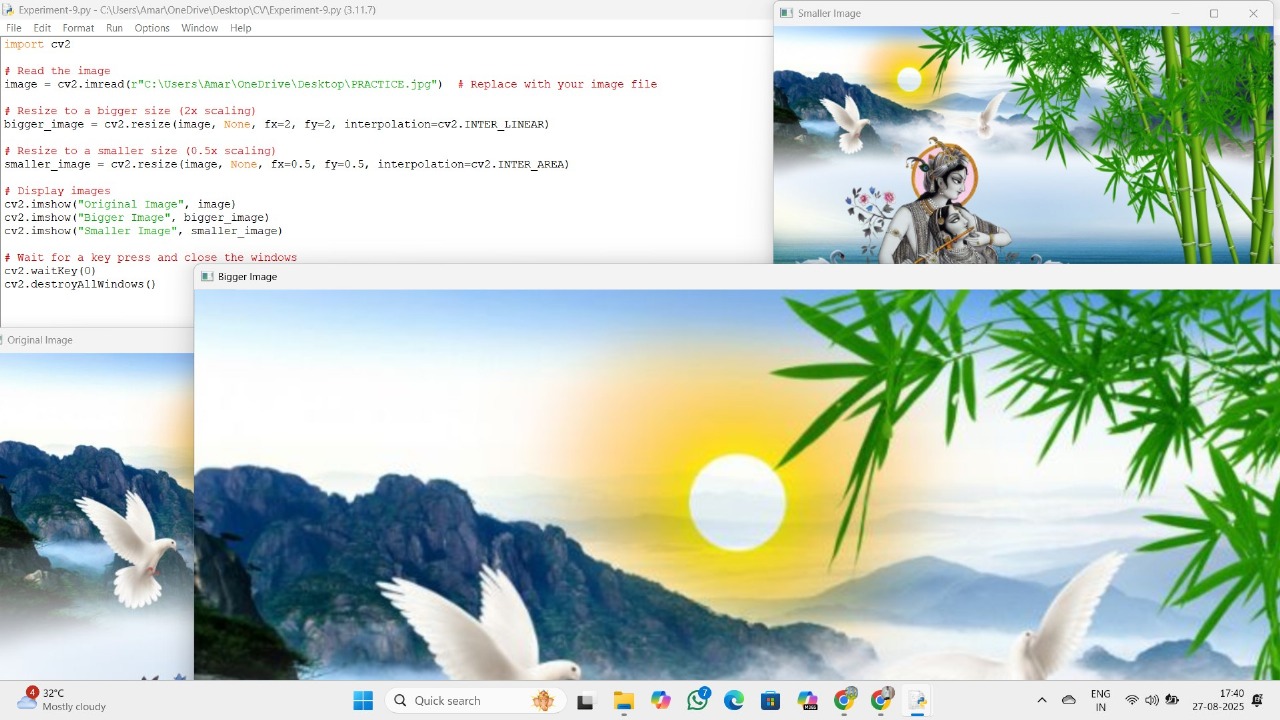 Experiment-9.py - C:\Users\Amar\OneDrive\Desktop\CV\Experiment-9.py (3.11.7)
File Edit Format Run Options Window Help
import cv2
# Read the image
image = cv2.imread(r"C:\Users\Amar\OneDrive\Desktop\PRACTICE.jpg")  # Replace with your image file
# Resize to a bigger size (2x scaling)
bigger_image = cv2.resize(image, None, fx=2, fy=2, interpolation=cv2.INTER_LINEAR)
# Resize to a smaller size (0.5x scaling)
smaller_image = cv2.resize(image, None, fx=0.5, fy=0.5, interpolation=cv2.INTER_AREA)
# Display images
cv2.imshow("Original Image", image)
cv2.imshow("Bigger Image", bigger_image)
cv2.imshow("Smaller Image", smaller_image)
# Wait for a key press and close the windows
cv2.waitKey(0)
cv2.destroyAllWindows()
Smaller Image
Bigger Image
Original Image
4
32°C
Mostly cloudy
Quick search
7
M365
ENG
IN
17:40
27-08-2025